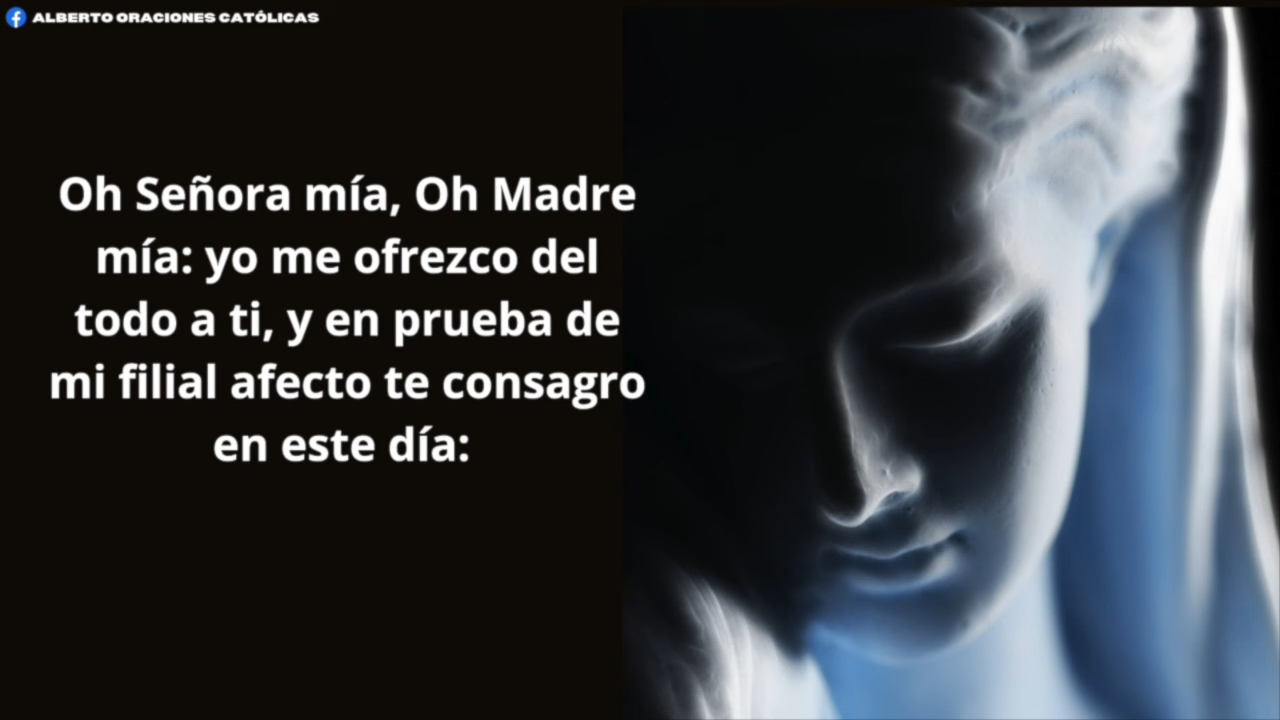 ALBERTO ORACIONES CATÓLICAS
Oh Señora mía, Oh Madre
mía: yo me ofrezco del
todo a ti, y en prueba de
mi filial afecto te consagro
en este día: